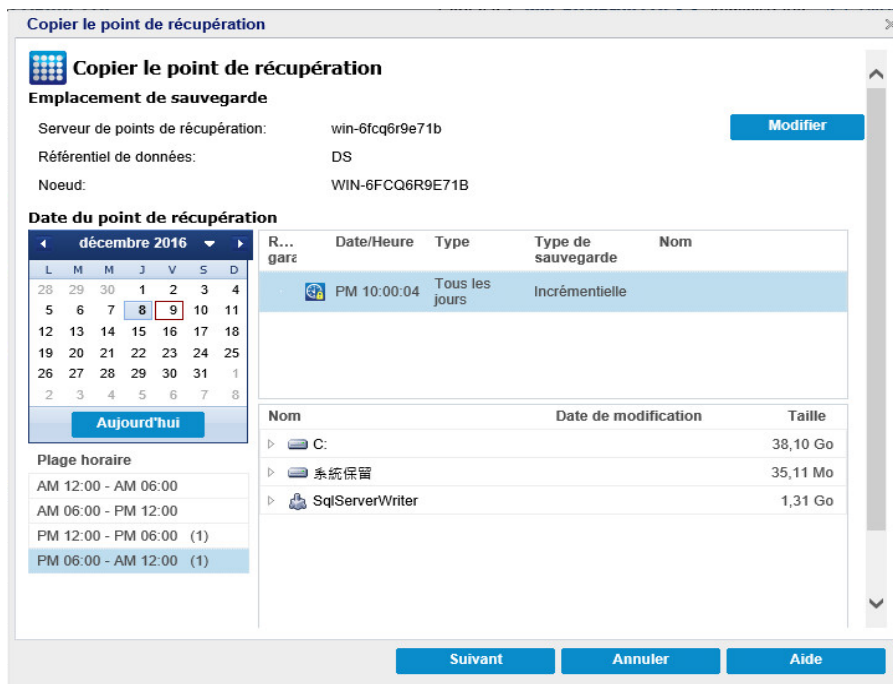 Copier le point de récupération
Copier le point de récupération
Emplacement de sauvegarde
Serveur de points de récupération: win-6fcq6r9e71b Modifier
Référentiel de données: DS
Noeud: WIN-6FCQ6R9E71B
Date du point de récupération
décembre 2016
L M M J V S D
28 29 30 1 2 3 4
5 6 7 8 9 10 11
12 13 14 15 16 17 18
19 20 21 22 23 24 25
26 27 28 29 30 31 1
2 3 4 5 6 7 8
Aujourd'hui
Plage horaire
AM 12:00 - AM 06:00
AM 06:00 - PM 12:00
PM 12:00 - PM 06:00 (1)
PM 06:00 - AM 12:00 (1)
R... Date/Heure Type Type de Nom
gara sauvegarde
PM 10:00:04 Tous les Incrémentielle
jours
Nom Date de modification Taille
C: 38,10 Go
系統保留 35,11 Mo
SqlServerWriter 1,31 Go
Suivant Annuler Aide